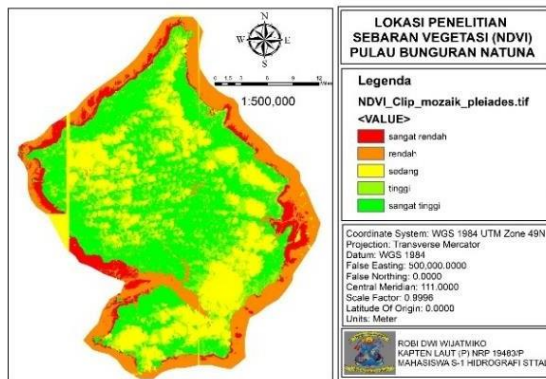 N
W E
S
1:500,000
LOKASI PENELITIAN
SEBARAN VEGETASI (NDVI)
PULAU BUNGURAN NATUNA
Legenda
NDVI_Clip_mozaik_pleiades.tif
<VALUE>
sangat rendah
rendah
sedang
tinggi
sangat tinggi
Coordinate System: WGS 1984 UTM Zone 49N
Projection: Transverse Mercator
Datum: WGS 1984
False Easting: 500,000.0000
False Northing: 0.0000
Central Meridian: 111.0000
Scale Factor: 0.9996
Latitude Of Origin: 0.0000
Units: Meter
ROBI DWI WIJATMIKO
KAPTEN LAUT (P) NRP 19483/P
MAHASISWA S-1 HIDROGRAFI STTAL